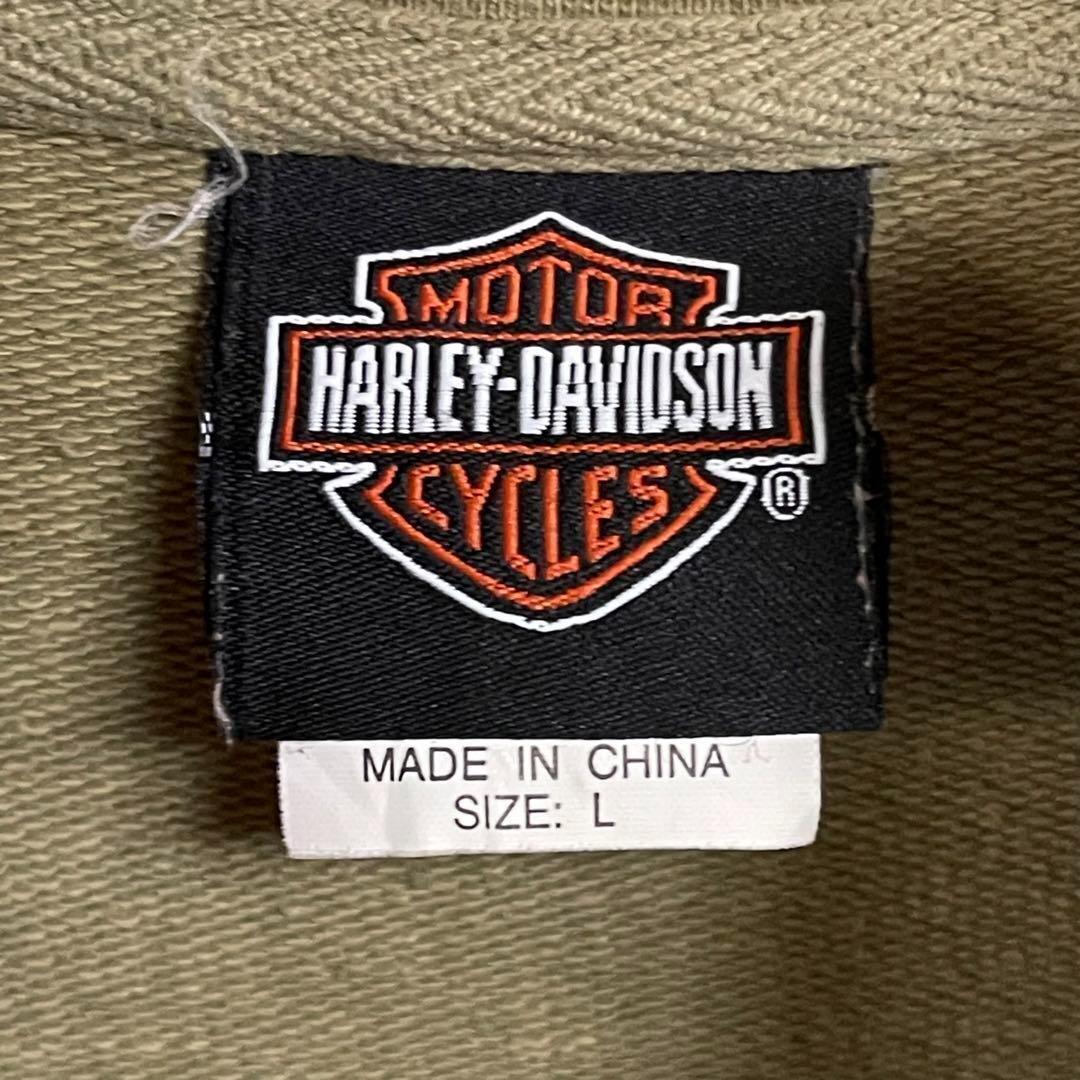 MOTOR
HARLEY-DAVIDSON
CYCLES
®
MADE IN CHINA
SIZE: L